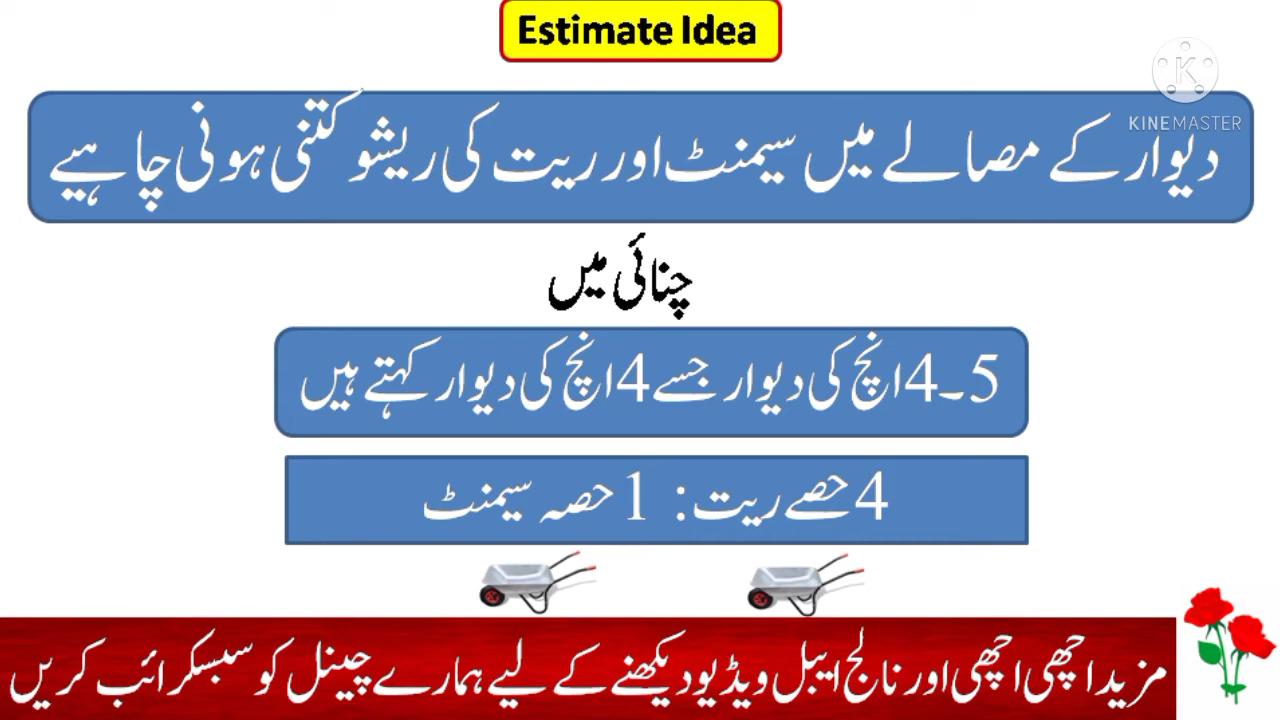 Estimate Idea
KINEMASTER
دیوار کے مصالے میں سیمنٹ اور ریت کی ریشو کتنی ہونی چاہیے
چنائی میں
4۔5 انچ کی دیوار جسے 4 انچ کی دیوار کہتے ہیں
4 حصے ریت : 1 حصہ سیمنٹ
مزید اچھی اچھی اور نالج ایبل ویڈیو دیکھنے کے لیے ہمارے چینل کو سبسکرائب کریں